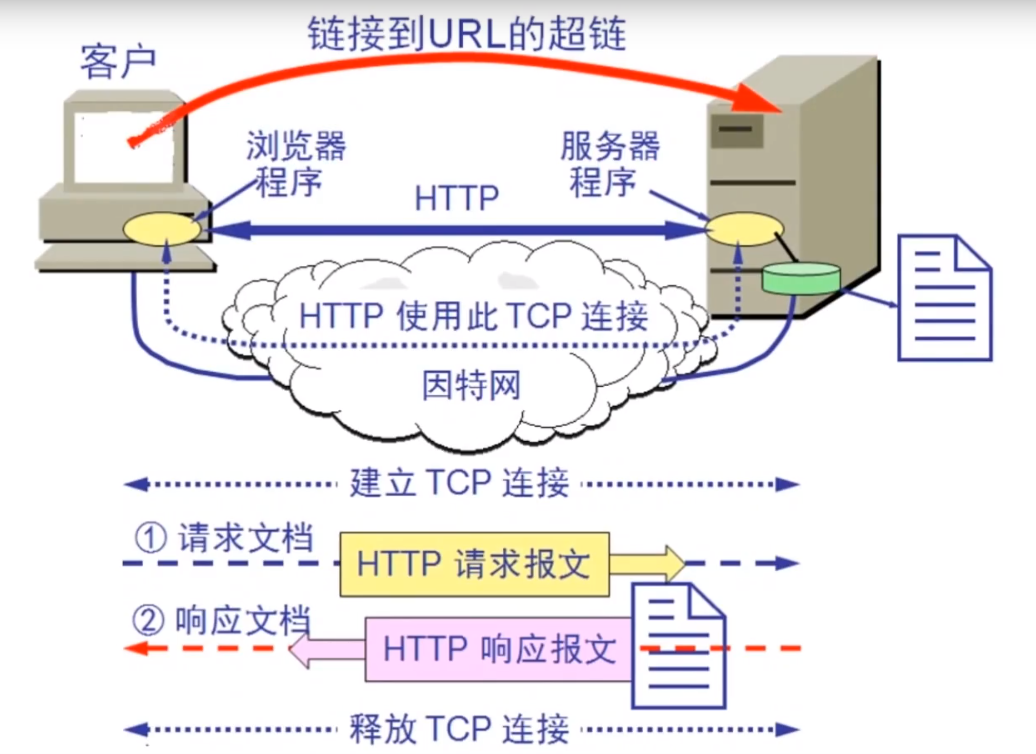 链接到URL的超链
客户
浏览器
程序
服务器
程序
HTTP
HTTP 使用此 TCP 连接
因特网
建立 TCP 连接
① 请求文档
HTTP 请求报文
② 响应文档
HTTP 响应报文
释放 TCP 连接